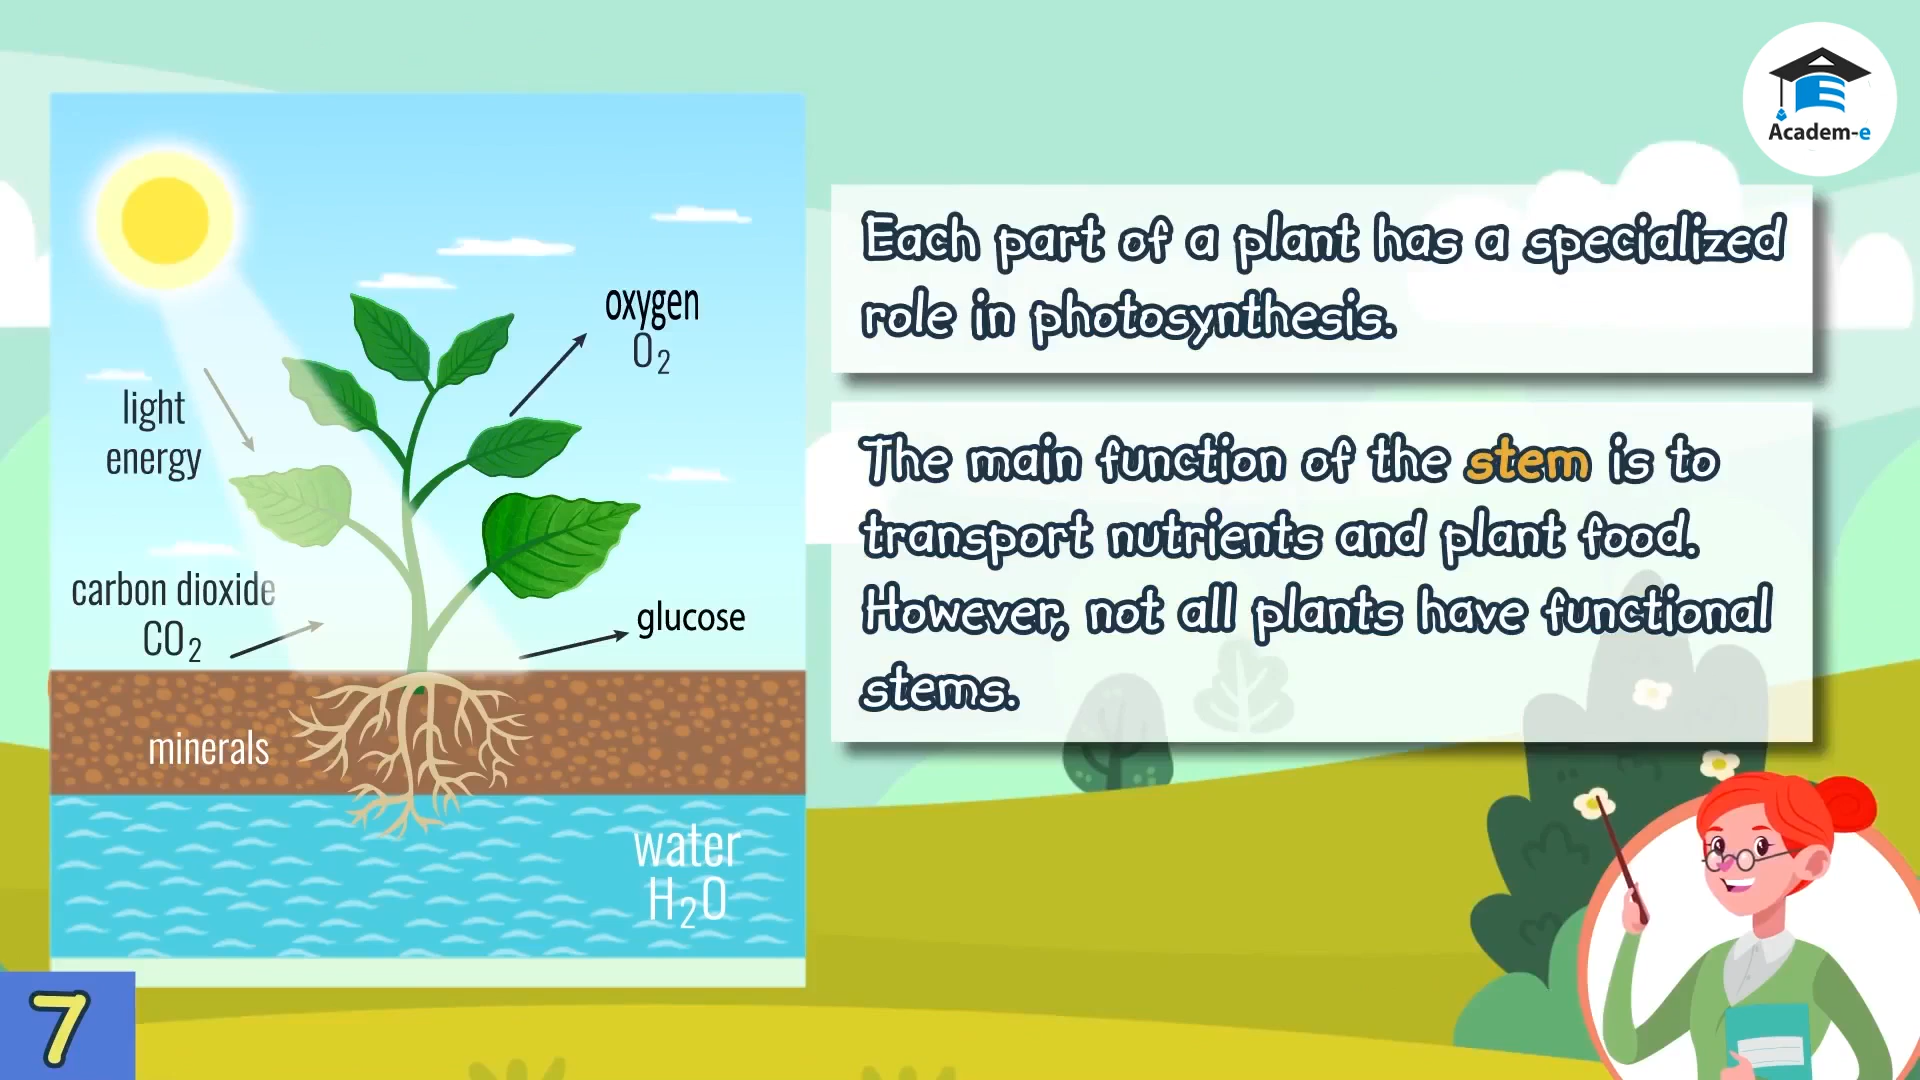 Academ-e
Each part of a plant has a specialized
role in photosynthesis.
The main function of the stem is to
transport nutrients and plant food.
However, not all plants have functional
stems.
oxygen
O2
light
energy
carbon dioxide
CO2
glucose
minerals
water
H2O
7